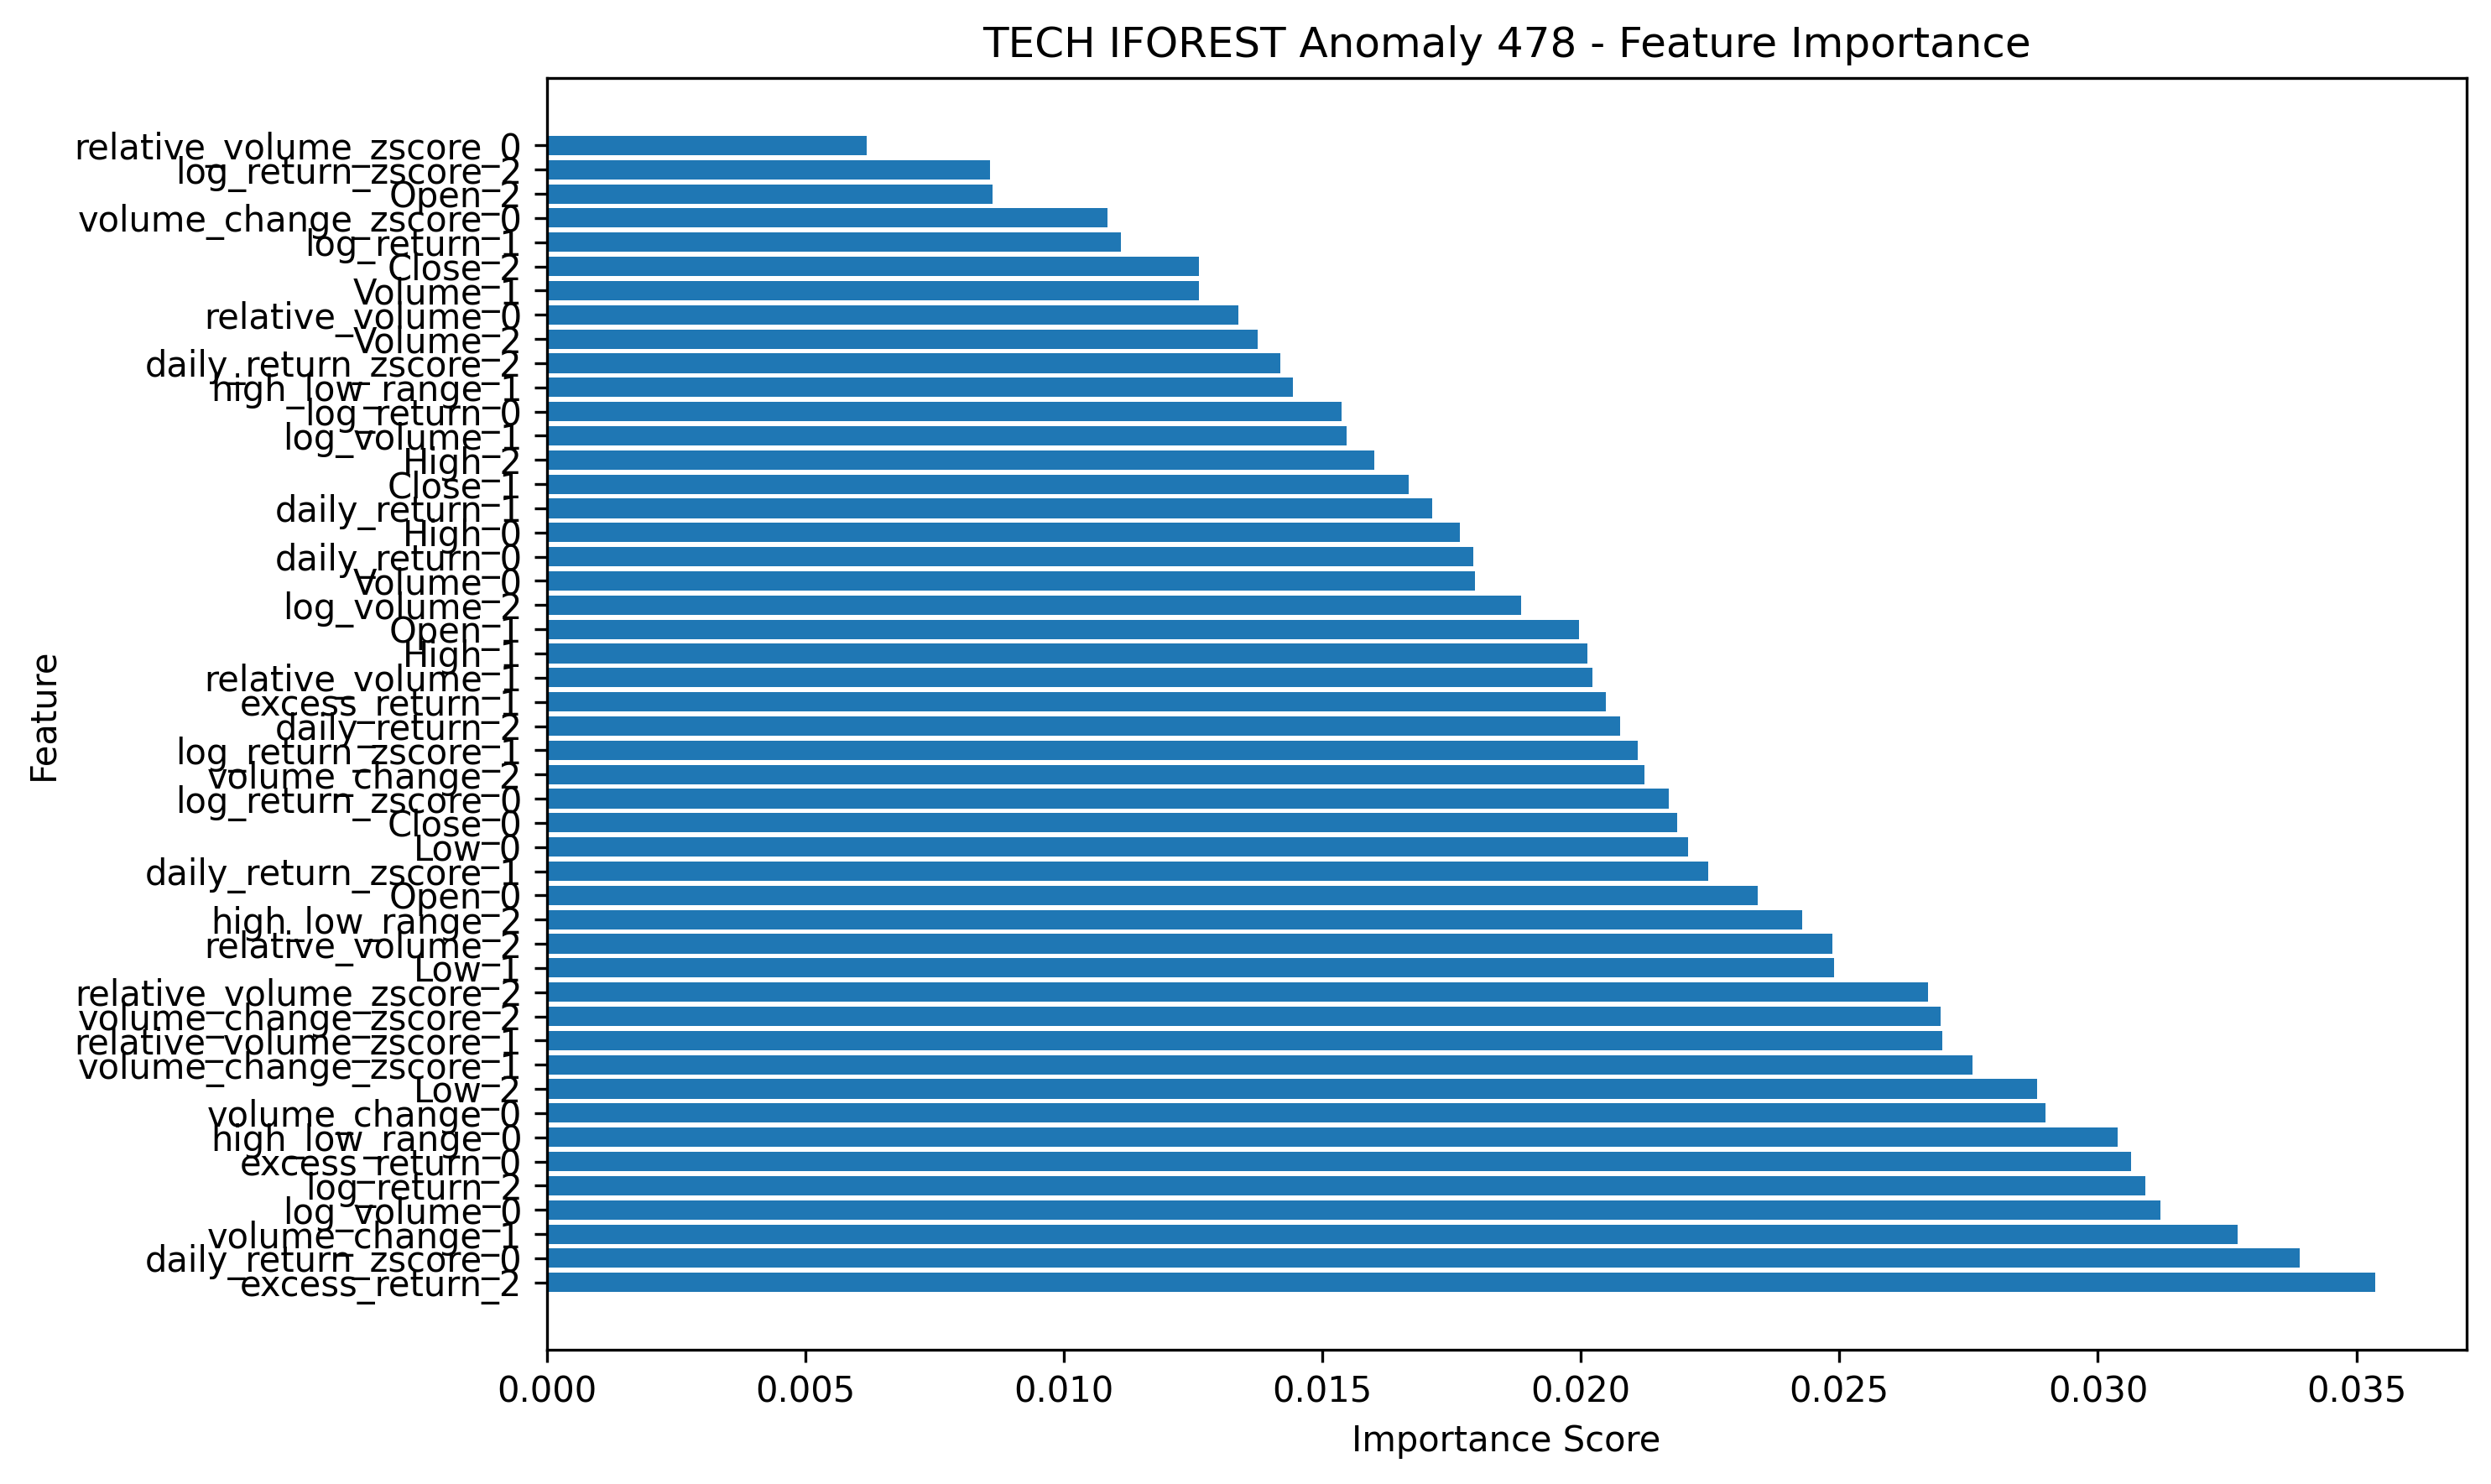 TECH IFOREST Anomaly 478 - Feature Importance
relative_volume_zscore_0
log_return_zscore_2
Open_2
volume_change_zscore_0
log_return_1
Close_2
Volume_1
relative_volume_0
Volume_2
daily_return_zscore_2
high_low_range_1
log_return_0
log_volume_1
High_2
Close_1
daily_return_1
High_0
daily_return_0
Volume_0
log_volume_2
Open_1
High_1
relative_volume_1
excess_return_1
daily_return_2
log_return_zscore_1
volume_change_2
log_return_zscore_0
Close_0
Low_0
daily_return_zscore_1
Open_0
high_low_range_2
relative_volume_2
Low_1
relative_volume_zscore_2
volume_change_zscore_2
relative_volume_zscore_1
volume_change_zscore_1
Low_2
volume_change_0
high_low_range_0
excess_return_0
log_return_2
log_volume_0
volume_change_1
daily_return_zscore_0
excess_return_2
Feature
0.000 0.005 0.010 0.015 0.020 0.025 0.030 0.035
Importance Score